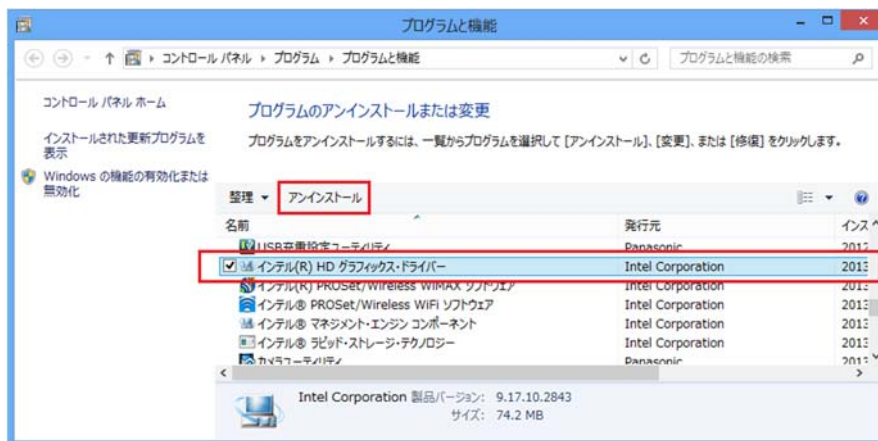 プログラムと機能
コントロール パネル プログラム プログラムと機能
プログラムと機能の検索
コントロール パネル ホーム
インストールされた更新プログラムを
表示
Windows の機能の有効化または
無効化
プログラムのアンインストールまたは変更
プログラムをアンインストールするには、一覧からプログラムを選択して [アンインストール]、[変更]、または [修復] をクリックします。
整理 アンインストール
名前 発行元 インス
USB充電設定ユーティリティ Panasonic 2012
インテル(R) HD グラフィックス・ドライバー Intel Corporation 2013
インテル(R) PROSet/Wireless WiMAX ソフトウェア Intel Corporation 2013
インテル® PROSet/Wireless WiFi ソフトウェア Intel Corporation 2013
インテル® マネジメント・エンジン コンポーネント Intel Corporation 2013
インテル® ラピッド・ストレージ・テクノロジー Intel Corporation 2013
カメラユーティリティ Panasonic 2012
Intel Corporation 製品バージョン: 9.17.10.2843
サイズ: 74.2 MB